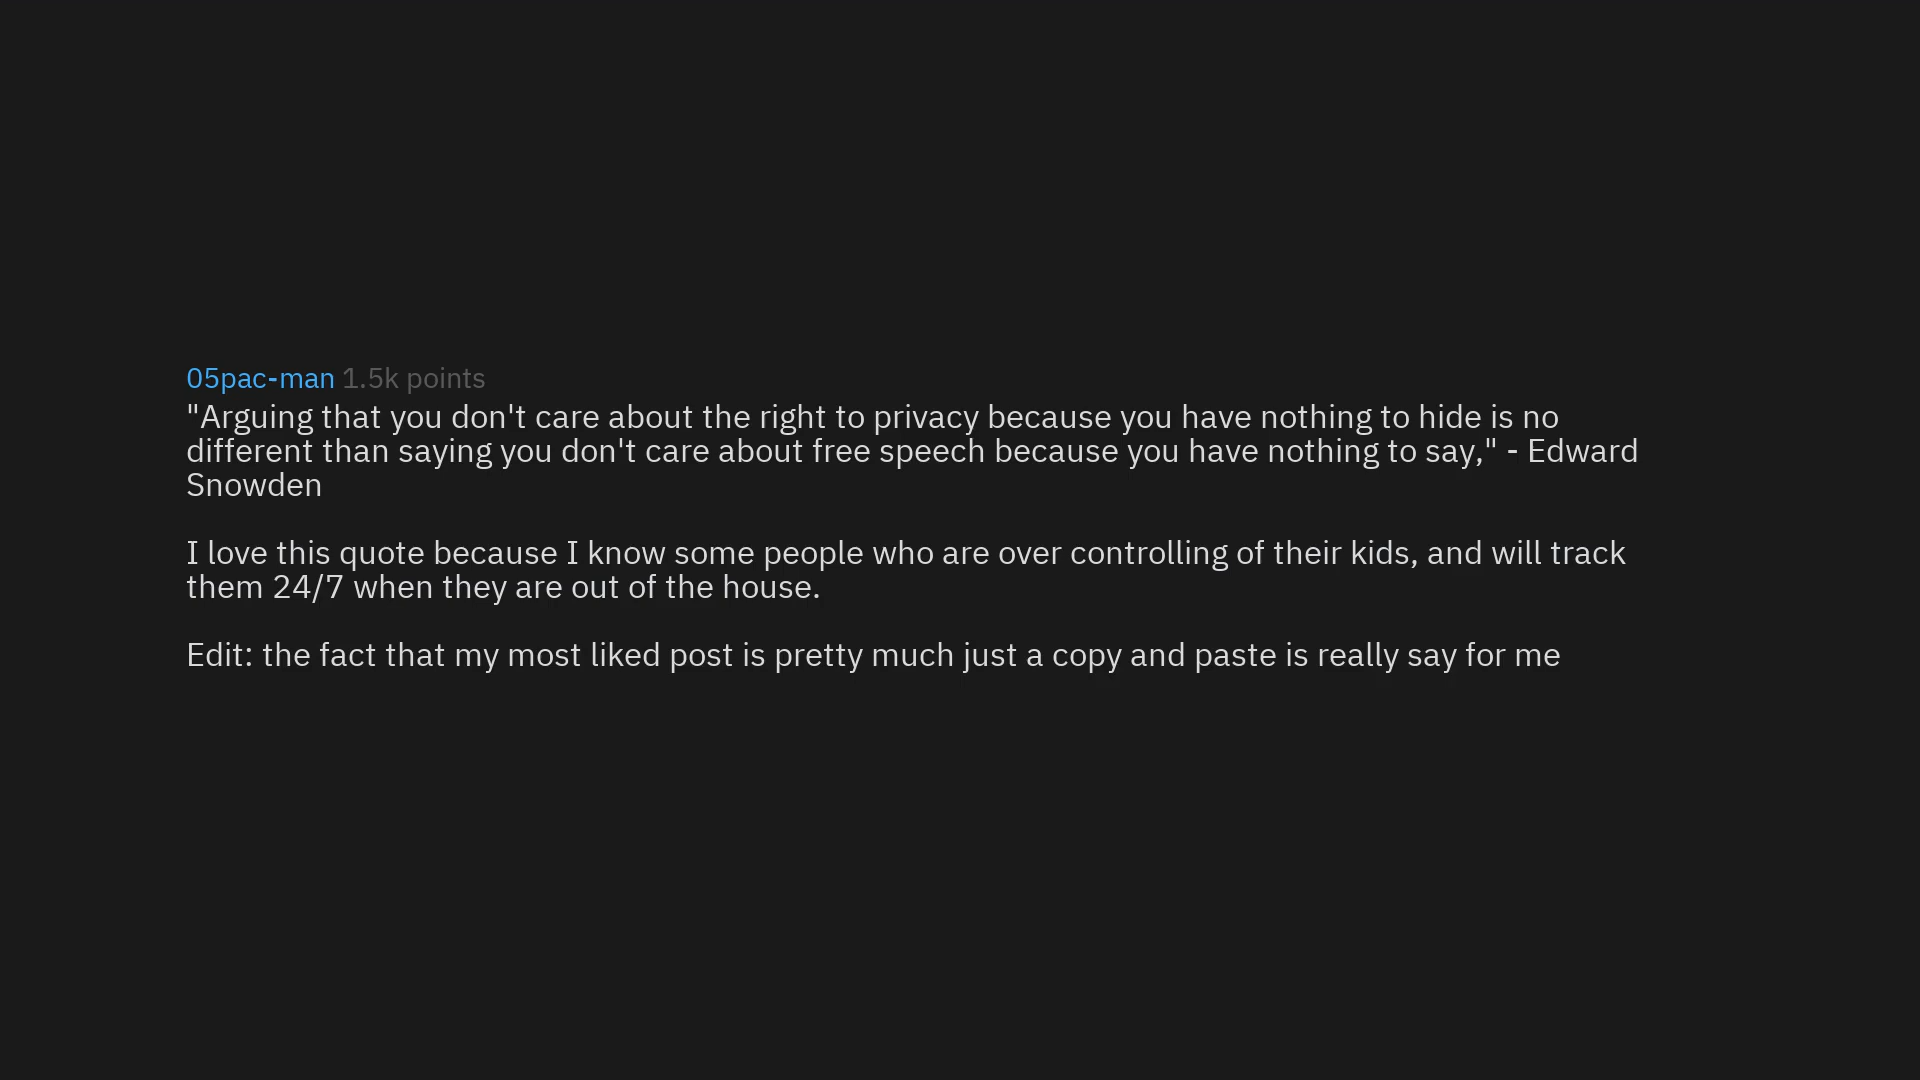 05pac-man 1.5k points
"Arguing that you don't care about the right to privacy because you have nothing to hide is no
different than saying you don't care about free speech because you have nothing to say," - Edward
Snowden
I love this quote because I know some people who are over controlling of their kids, and will track
them 24/7 when they are out of the house.
Edit: the fact that my most liked post is pretty much just a copy and paste is really say for me